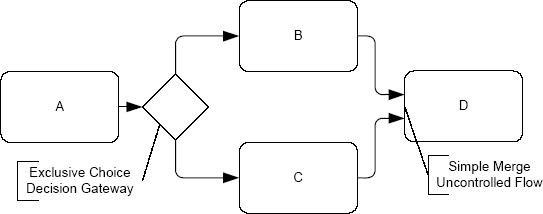 A
B
C
D
Exclusive Choice
Decision Gateway
Simple Merge
Uncontrolled Flow